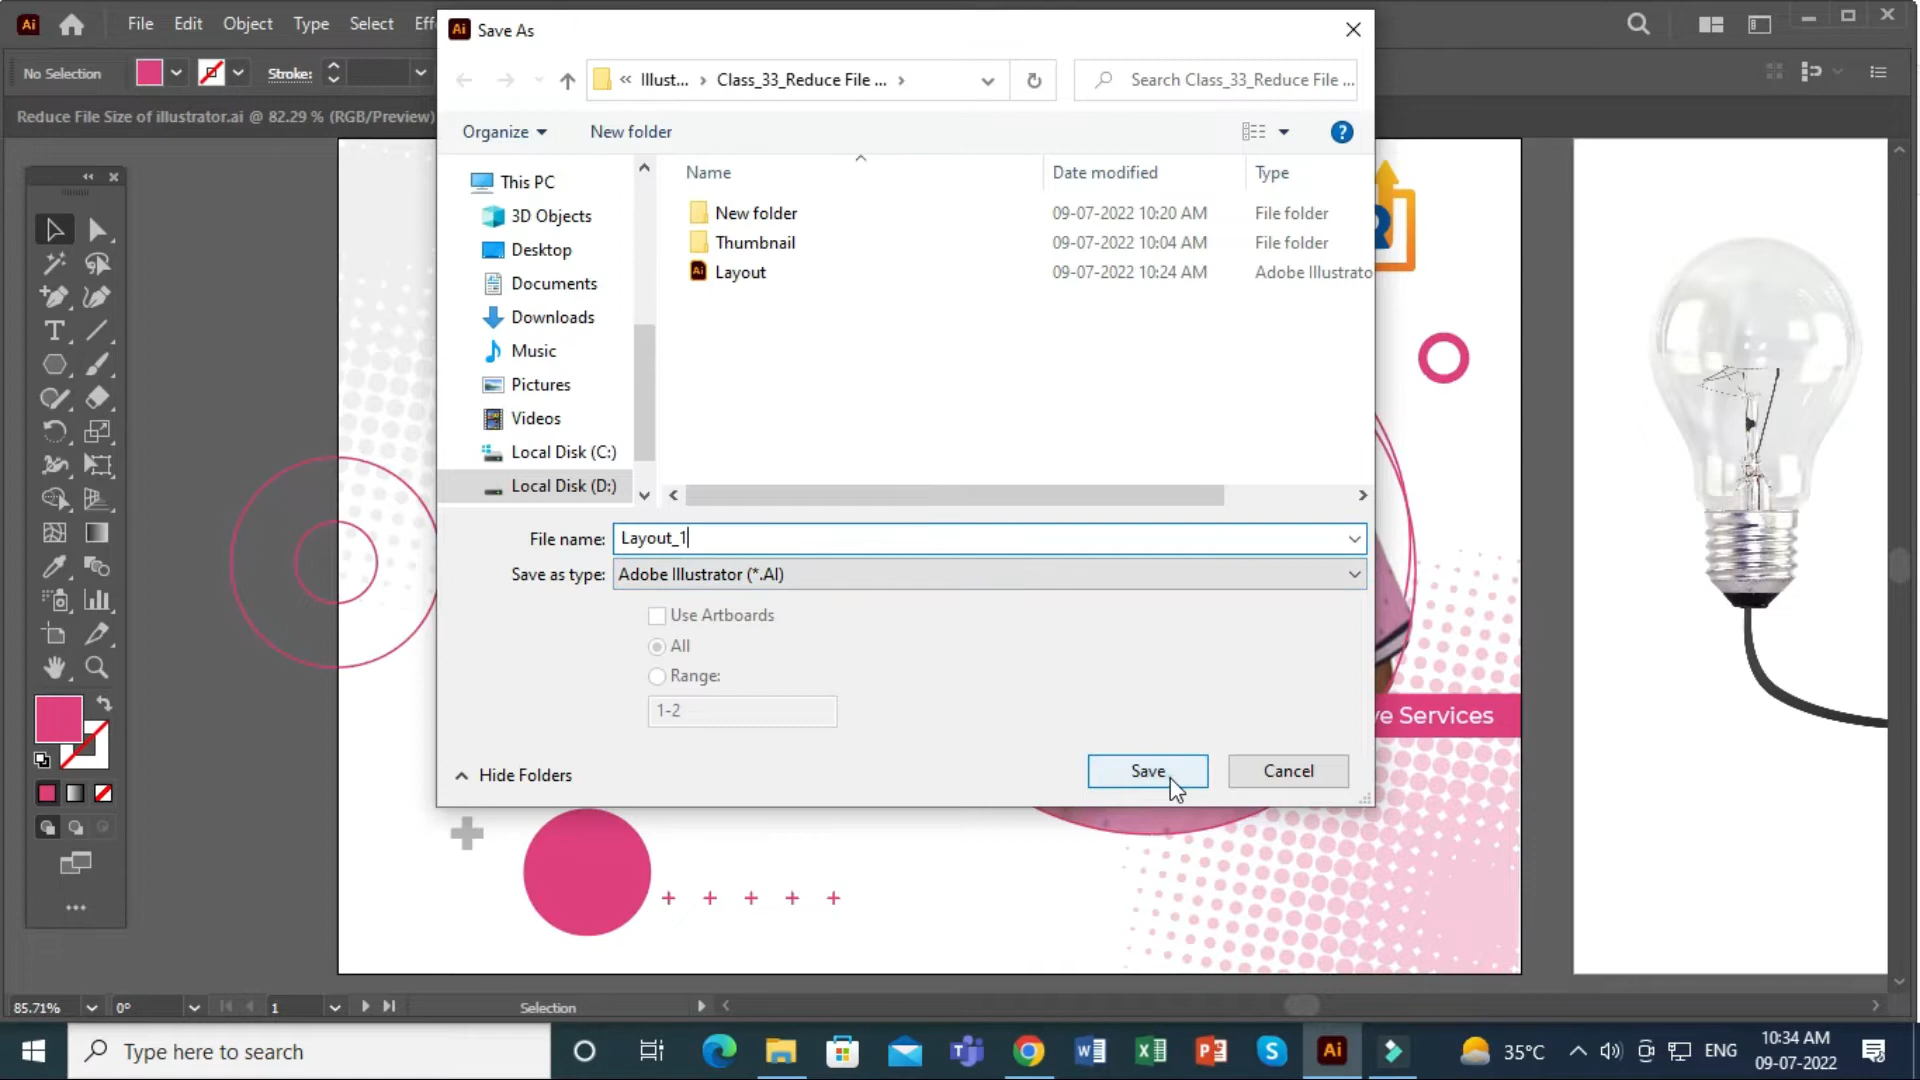 Ai
File Edit Object Type Select Eff
No Selection
Stroke:
Reduce File Size of illustrator.ai @ 82.29 % (RGB/Preview)
Ai Save As
« Illust... › Class_33_Reduce File ... ›
Search Class_33_Reduce File ...
Organize
New folder
This PC
3D Objects
Desktop
Documents
Downloads
Music
Pictures
Videos
Local Disk (C:)
Local Disk (D:)
Name Date modified Type
New folder 09-07-2022 10:20 AM File folder
Thumbnail 09-07-2022 10:04 AM File folder
Ai Layout 09-07-2022 10:24 AM Adobe Illustrato
File name: Layout_1
Save as type: Adobe Illustrator (*.AI)
Use Artboards
All
Range:
1-2
Save Cancel
Hide Folders
R
ve Services
85.71% 0° 1 Selection
Type here to search
Ai
35°C
ENG
10:34 AM
09-07-2022